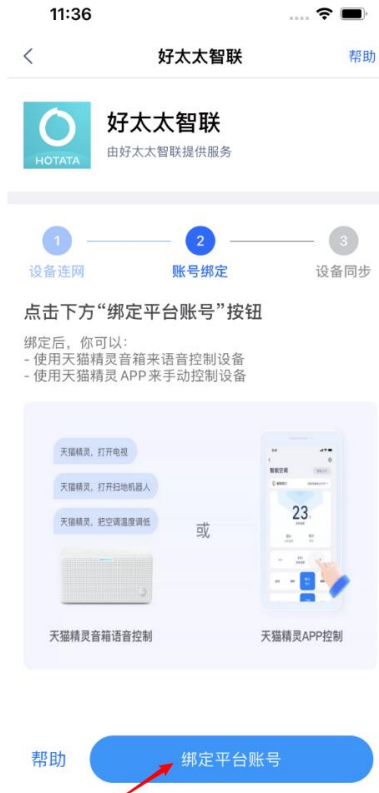 11:36
好太太智联
帮助
HOTATA
好太太智联
由好太太智联提供服务
1
2
3
设备连网
账号绑定
设备同步
点击下方“绑定平台账号”按钮
绑定后，你可以：
- 使用天猫精灵音箱来语音控制设备
- 使用天猫精灵 APP 来手动控制设备
天猫精灵，打开电视
天猫精灵，打开扫地机器人
天猫精灵，把空调温度调低
或
智能空调
23
天猫精灵音箱语音控制
天猫精灵APP控制
帮助
绑定平台账号